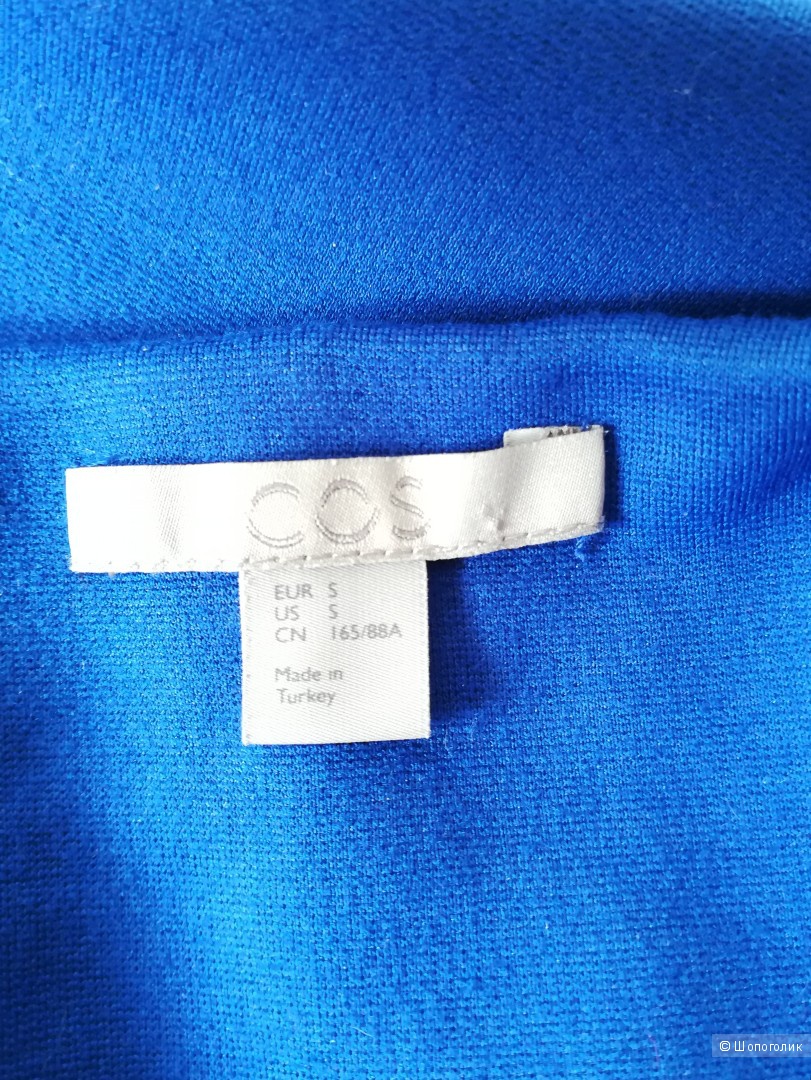 COS
EUR S
US S
CN 165/88A
Made in
Turkey
© Шопоголик